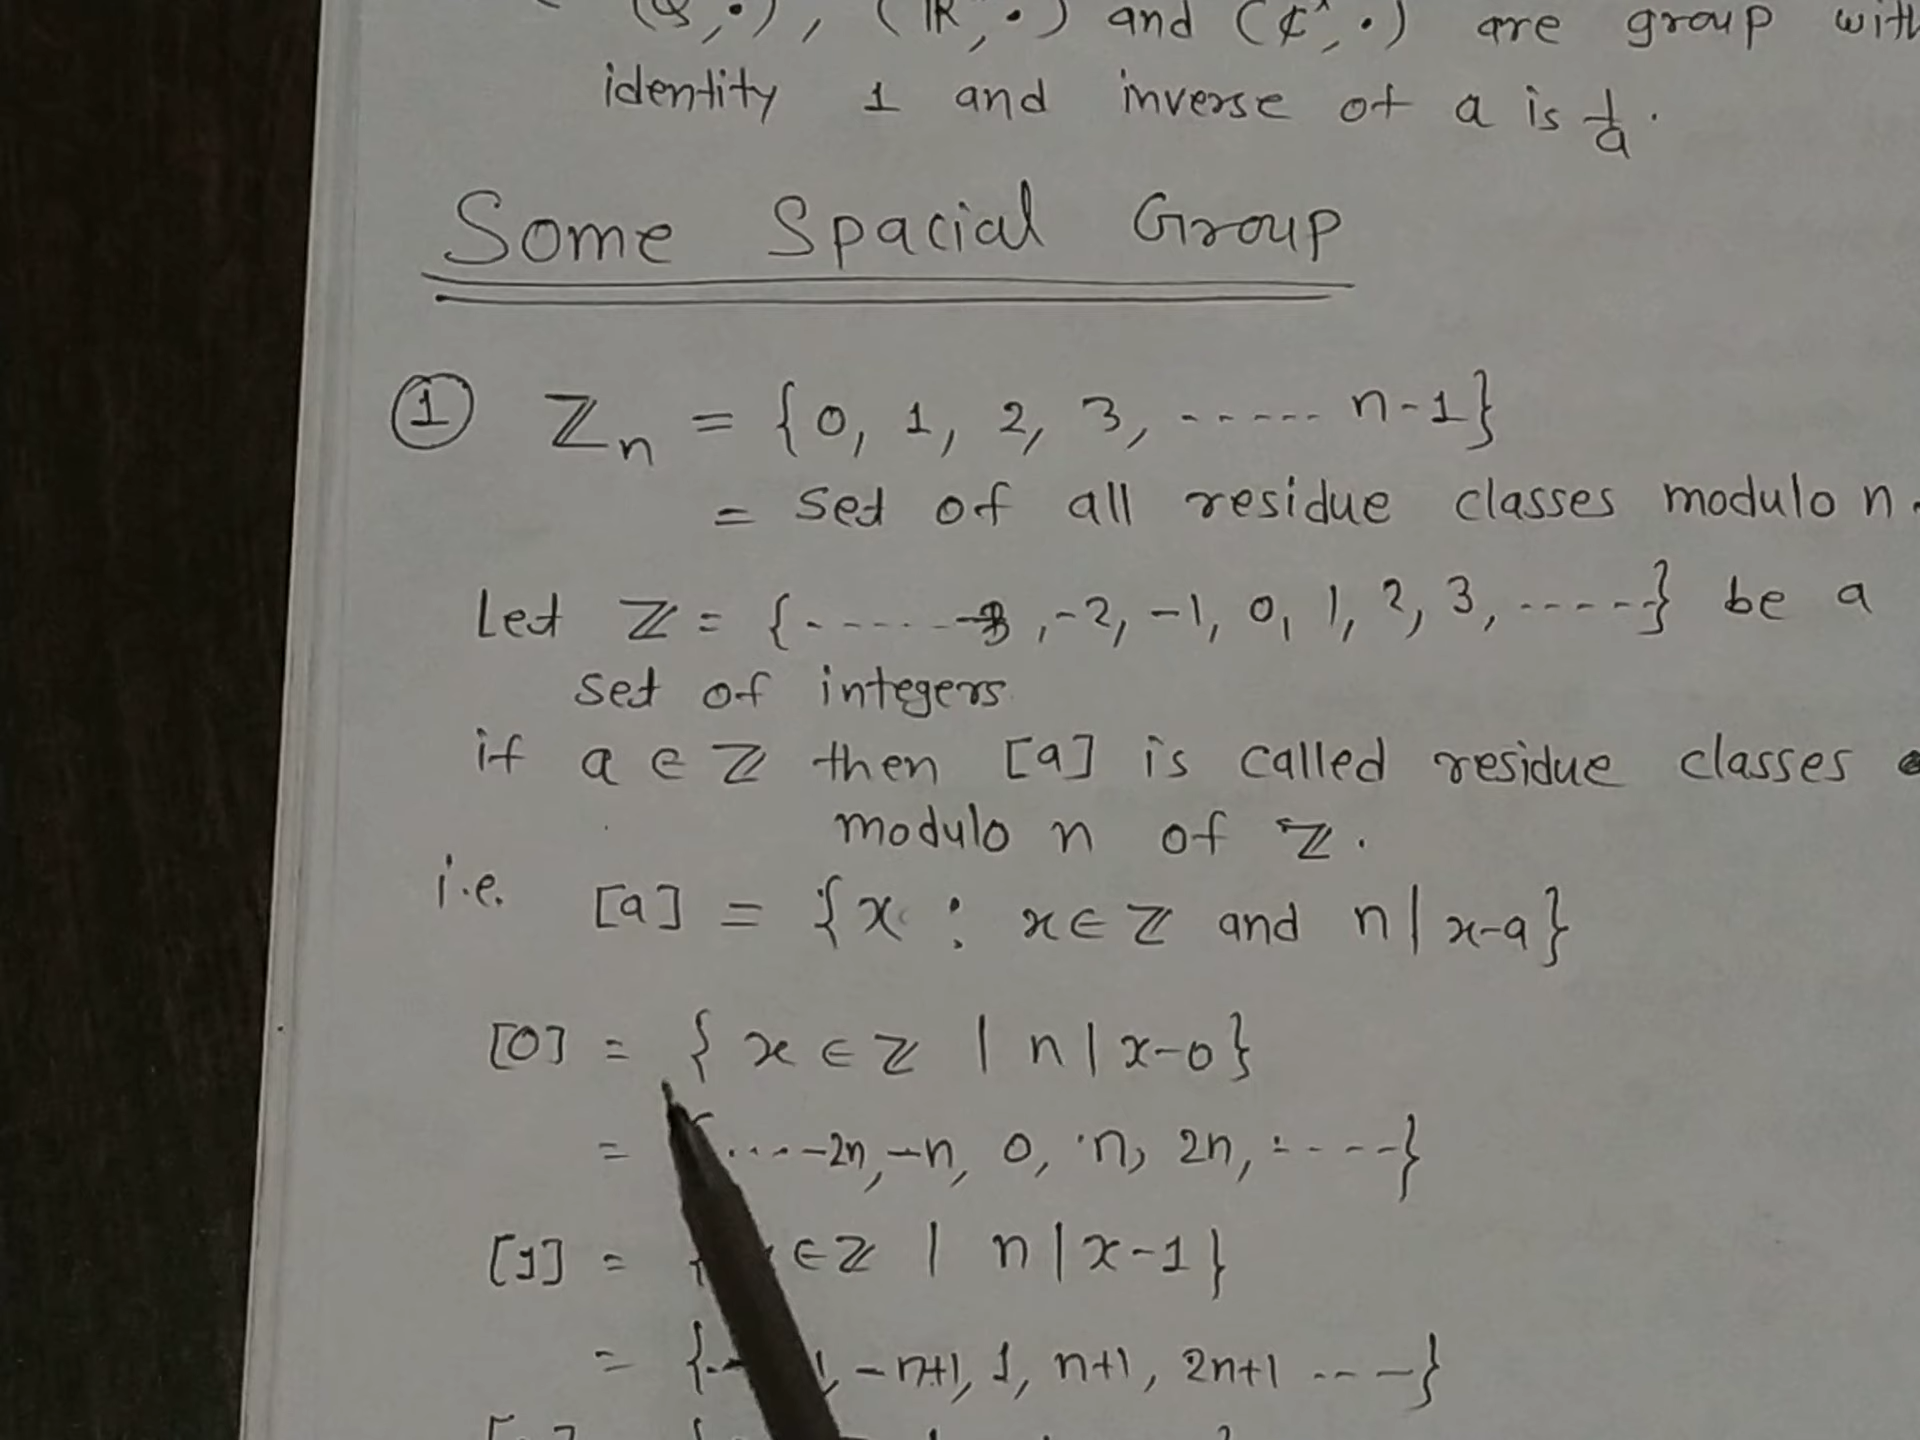 (Q*, •), (ℝ*, •) and (ȼ*, •) are group with
identity 1 and inverse of a is 1/a.
Some Spacial Group
① ℤn = {0, 1, 2, 3, ...... n-1}
= set of all residue classes modulo n.
Let ℤ = {......-3, -2, -1, 0, 1, 2, 3, ......} be a
set of integers
if a ∈ ℤ then [a] is called residue classes
modulo n of ℤ.
i.e. [a] = {x : x ∈ ℤ and n | x-a}
[0] = { x ∈ ℤ | n | x-0}
= {....-2n, -n, 0, n, 2n, .....}
[1] = { ∈ ℤ | n | x-1}
= {.. 1, -n+1, 1, n+1, 2n+1 ....}